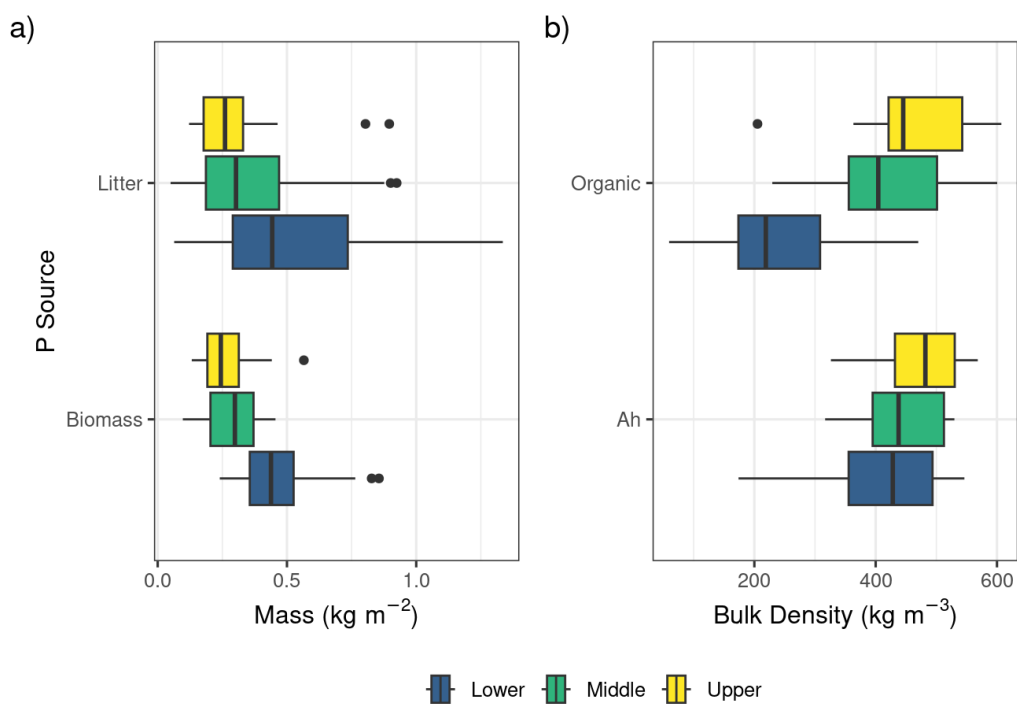 a)
b)
P Source
Litter
Biomass
0.0 0.5 1.0
Mass (kg m⁻²)
Organic
Ah
200 400 600
Bulk Density (kg m⁻³)
Lower Middle Upper